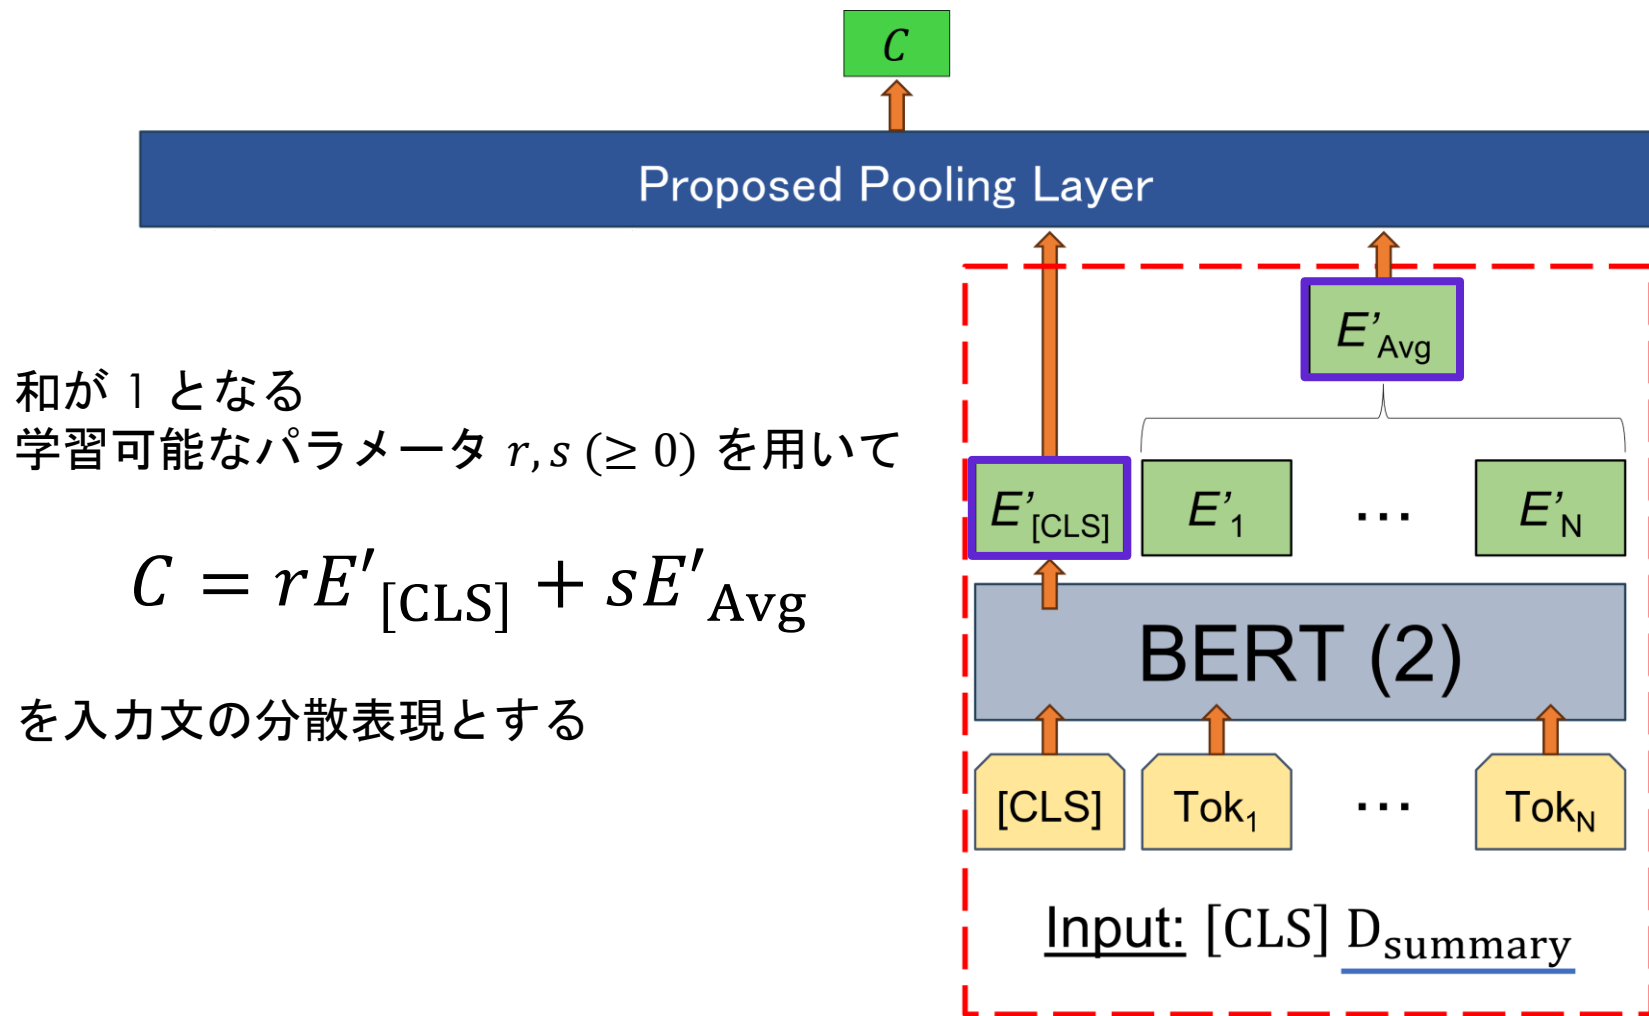 C
Proposed Pooling Layer
E’Avg
和が 1 となる
学習可能なパラメータ r, s (≥ 0) を用いて
E’[CLS] E’1 … E’N
C = rE′[CLS] + sE′Avg
BERT (2)
を入力文の分散表現とする
[CLS] Tok1 … TokN
Input: [CLS] Dsummary